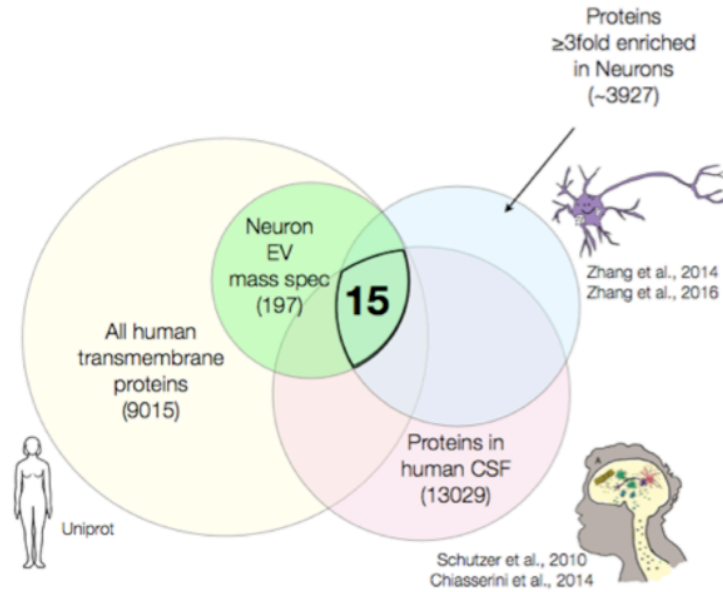 Proteins
≥3fold enriched
in Neurons
(~3927)
Neuron
EV
mass spec
(197)
15
Zhang et al., 2014
Zhang et al., 2016
All human
transmembrane
proteins
(9015)
Proteins in
human CSF
(13029)
A
Uniprot
Schutzer et al., 2010
Chiasserini et al., 2014